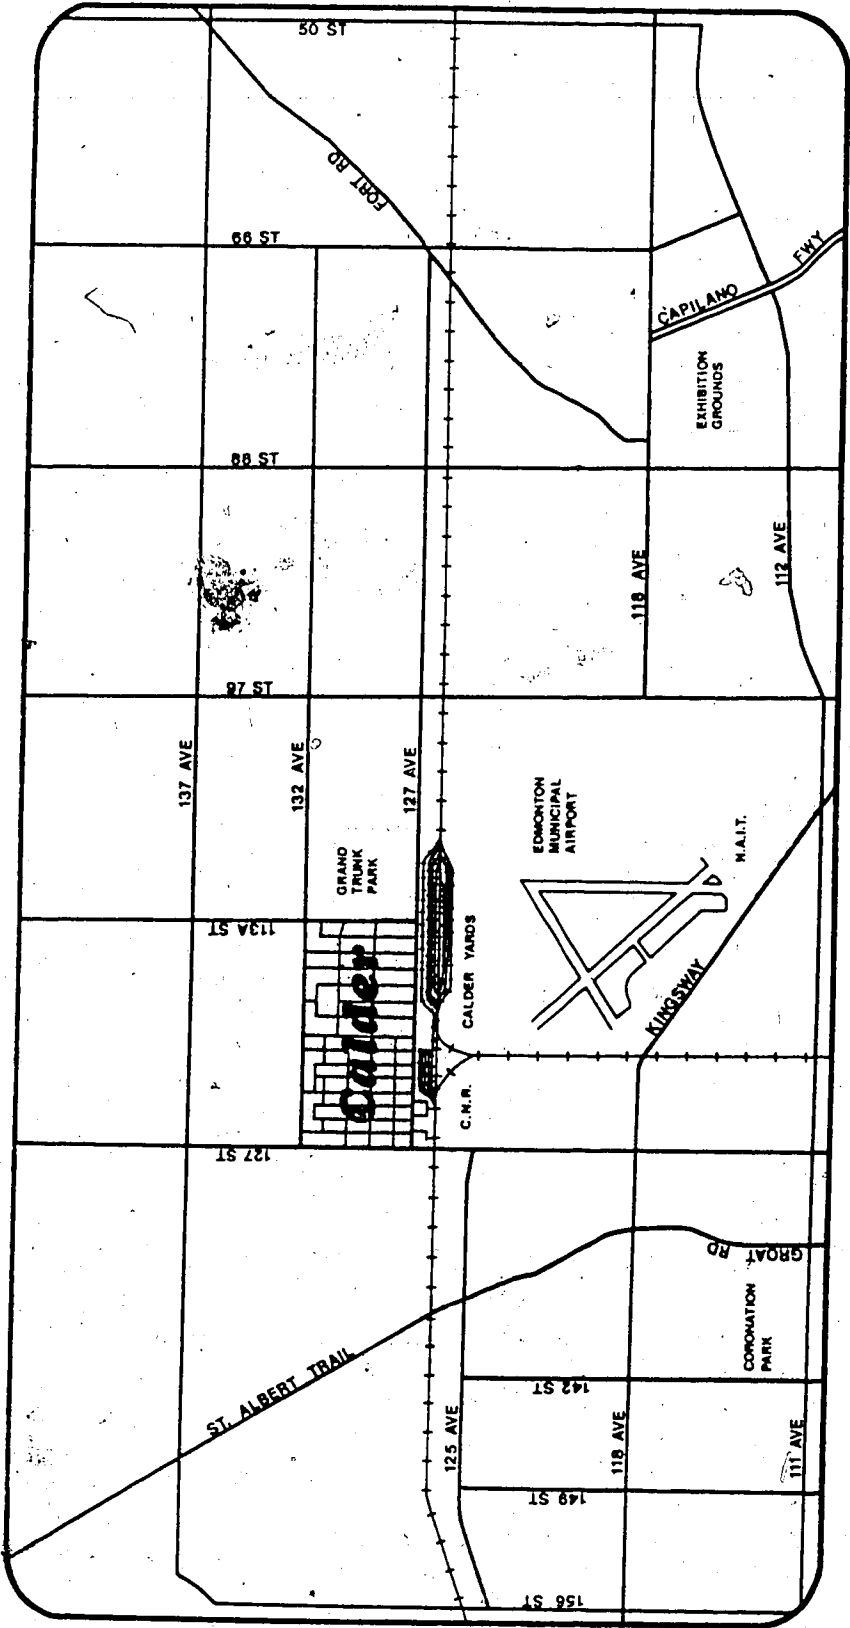 50 ST
FORT RD
66 ST
CAPILANO
FWY
EXHIBITION
GROUNDS
88 ST
118 AVE
112 AVE
97 ST
137 AVE
132 AVE
127 AVE
GRAND
TRUNK
PARK
EDMONTON
MUNICIPAL
AIRPORT
N.A.I.T.
113A ST
Calder
CALDER YARDS
KINGSWAY
C.N.R.
127 ST
GROAT RD
CORONATION
PARK
ST. ALBERT TRAIL
142 ST
125 AVE
118 AVE
111 AVE
149 ST
156 ST